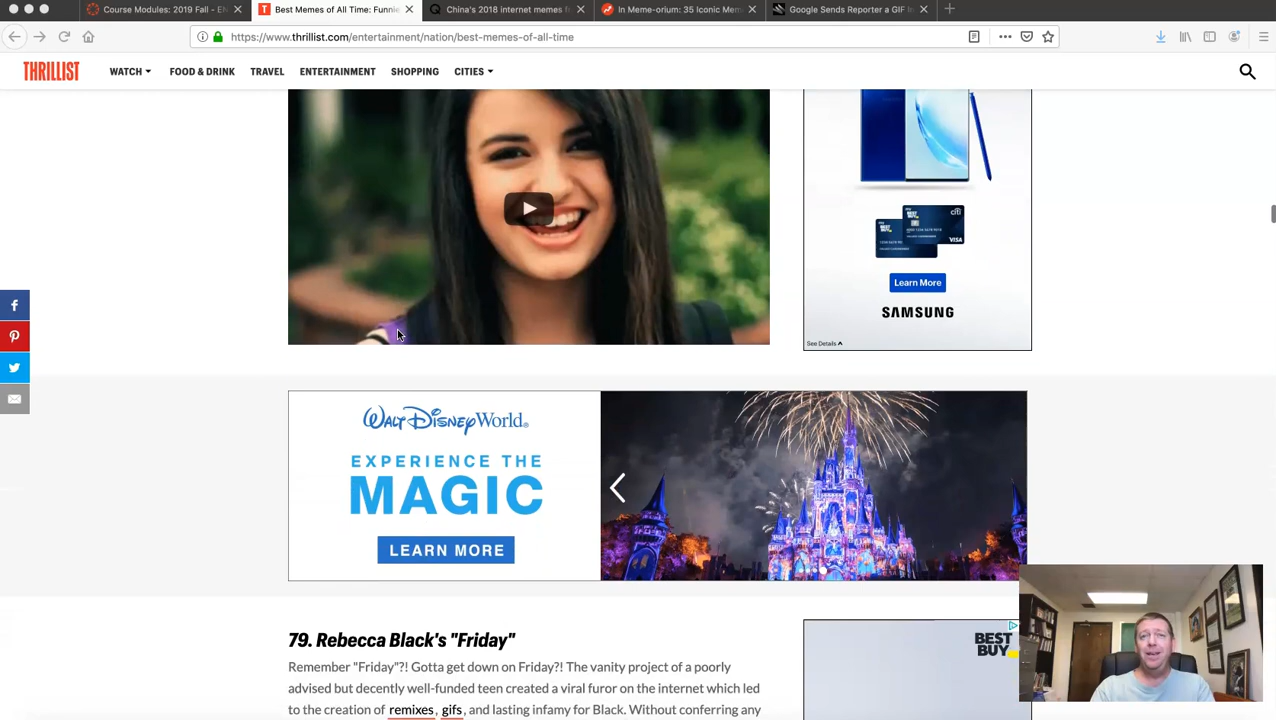 Course Modules: 2019 Fall - EN
Best Memes of All Time: Funnie
China's 2018 internet memes f
In Meme-orium: 35 Iconic Mem
Google Sends Reporter a GIF In
https://www.thrillist.com/entertainment/nation/best-memes-of-all-time
THRILLIST
WATCH
FOOD & DRINK
TRAVEL
ENTERTAINMENT
SHOPPING
CITIES
citi
VISA
Learn More
SAMSUNG
See Details
WALT DISNEY World.
EXPERIENCE THE
MAGIC
LEARN MORE
79. Rebecca Black's "Friday"
Remember "Friday"?! Gotta get down on Friday?! The vanity project of a poorly
advised but decently well-funded teen created a viral furor on the internet which led
to the creation of remixes, gifs, and lasting infamy for Black. Without conferring any
BEST
BUY